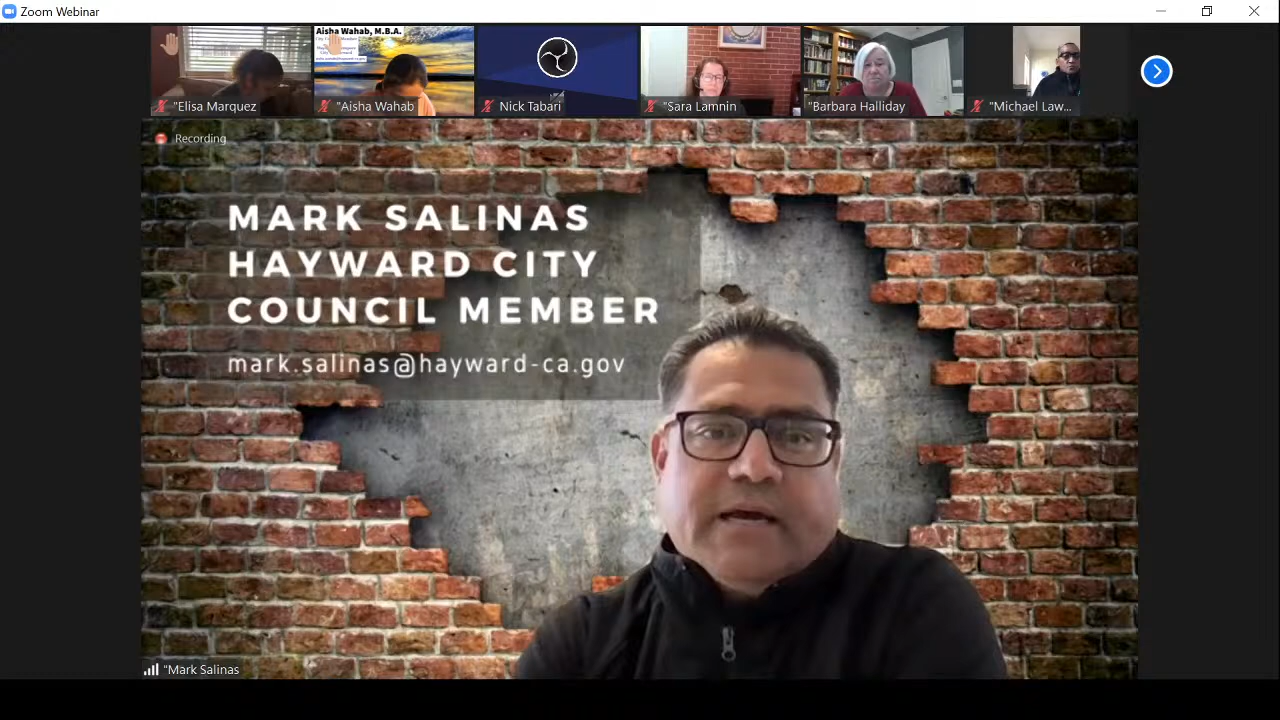 Zoom Webinar
Aisha Wahab, M.B.A.
"Elisa Marquez
"Aisha Wahab
Nick Tabari
"Sara Lamnin
"Barbara Halliday
"Michael Law...
Recording
MARK SALINAS
HAYWARD CITY
COUNCIL MEMBER
mark.salinas@hayward-ca.gov
"Mark Salinas